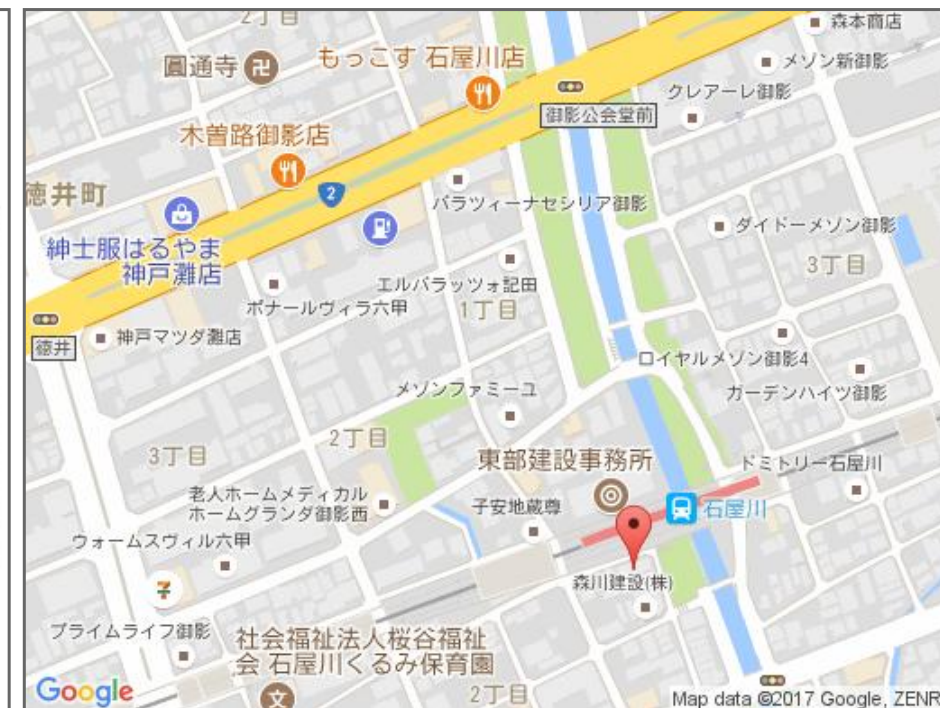 2丁目
森本商店
圓通寺
もっこす 石屋川店
メゾン新御影
クレアーレ御影
御影公会堂前
木曽路御影店
2
徳井町
パラツィーナセシリア御影
ダイドーメゾン御影
紳士服はるやま
神戸灘店
3丁目
エルパラッツォ記田
ボナールヴィラ六甲
1丁目
徳井
神戸マツダ灘店
ロイヤルメゾン御影4
メゾンファミーユ
ガーデンハイツ御影
2丁目
3丁目
東部建設事務所
ドミトリー石屋川
老人ホームメディカル
ホームグランダ御影西
子安地蔵尊
石屋川
ウォームスヴィル六甲
森川建設(株)
7
プライムライフ御影
社会福祉法人桜谷福祉
会 石屋川くるみ保育園
文
2丁目
Google
Map data ©2017 Google, ZENR